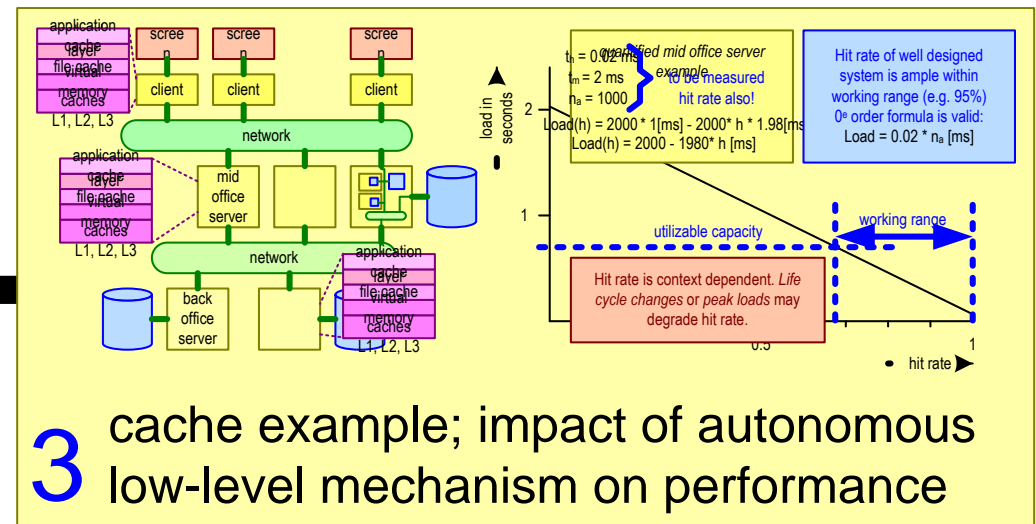 application
cache
layer
file cache
virtual
memory
caches
L1, L2, L3
scree
n
scree
n
scree
n
client
client
client
network
application
cache
layer
file cache
virtual
memory
caches
L1, L2, L3
mid
office
server
network
application
cache
layer
file cache
virtual
memory
caches
L1, L2, L3
back
office
server
load in
seconds
2
1
quantified mid office server
example
th = 0.02 ms
tm = 2 ms
na = 1000
to be measured
hit rate also!
Load(h) = 2000 * 1[ms] - 2000* h * 1.98[ms
Load(h) = 2000 - 1980* h [ms]
Hit rate of well designed
system is ample within
working range (e.g. 95%)
0e order formula is valid:
Load = 0.02 * na [ms]
utilizable capacity
working range
Hit rate is context dependent. Life
cycle changes or peak loads may
degrade hit rate.
0.5
1
hit rate
3
cache example; impact of autonomous
low-level mechanism on performance